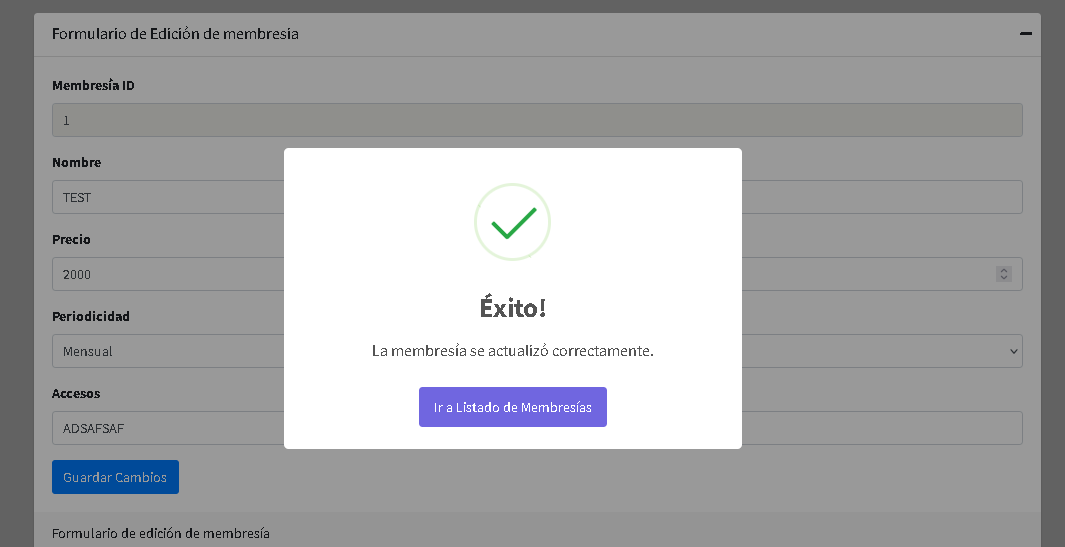 Formulario de Edición de membresia
Membresía ID
1
Nombre
TEST
Precio
2000
Periodicidad
Mensual
Accesos
ADSAFSAF
Guardar Cambios
Formulario de edición de membresía
Éxito!
La membresía se actualizó correctamente.
Ir a Listado de Membresías